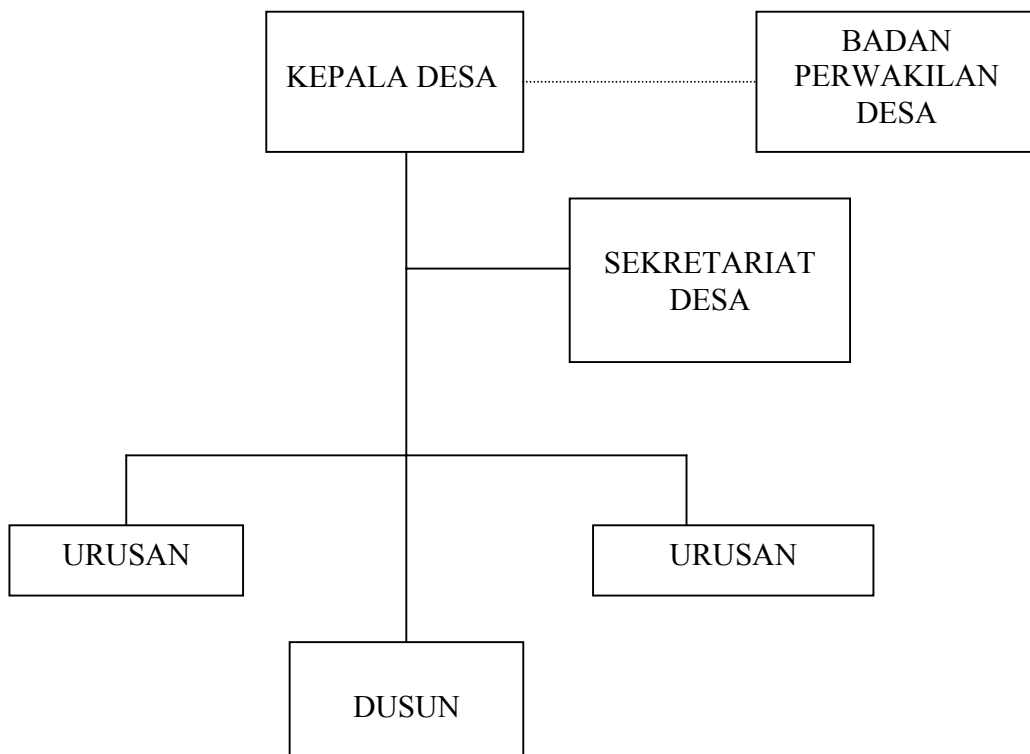 KEPALA DESA
BADAN
PERWAKILAN
DESA
SEKRETARIAT
DESA
URUSAN
URUSAN
DUSUN